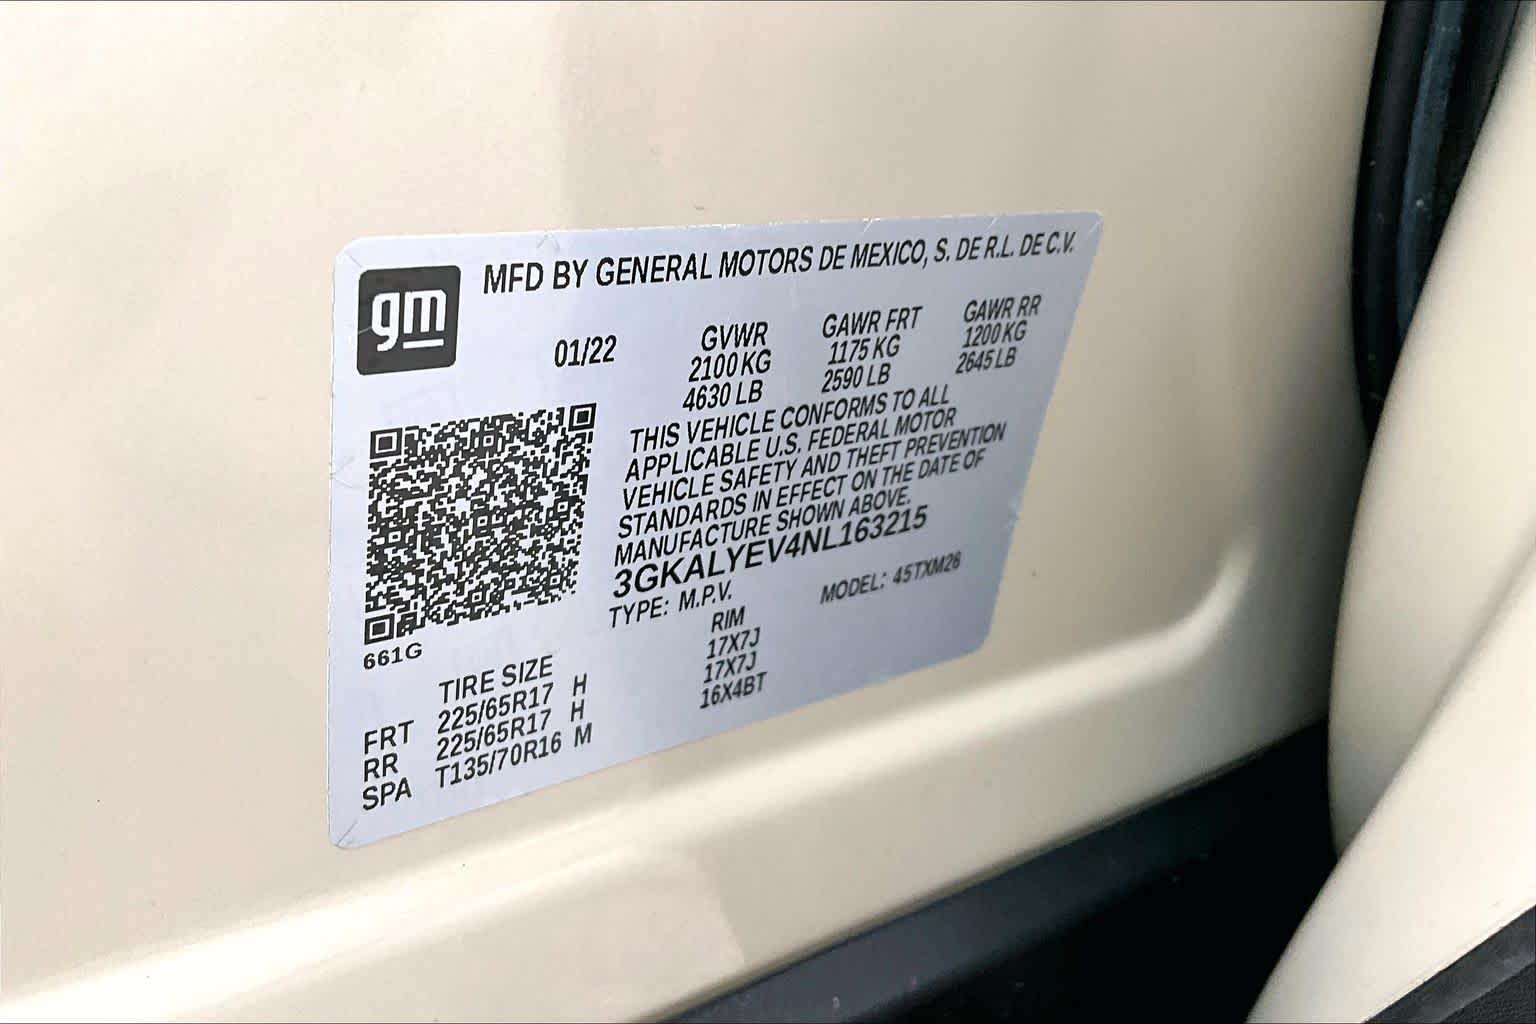 gm
MFD BY GENERAL MOTORS DE MEXICO, S. DE R.L. DE C.V.
01/22
GVWR
2100 KG
4630 LB
GAWR FRT
1175 KG
2590 LB
GAWR RR
1200 KG
2645 LB
THIS VEHICLE CONFORMS TO ALL
APPLICABLE U.S. FEDERAL MOTOR
VEHICLE SAFETY AND THEFT PREVENTION
STANDARDS IN EFFECT ON THE DATE OF
MANUFACTURE SHOWN ABOVE.
3GKALYEV4NL163215
TYPE: M.P.V. MODEL: 45TXM26
661G
TIRE SIZE RIM
FRT 225/65R17 H 17X7J
RR 225/65R17 H 17X7J
SPA T135/70R16 M 16X4BT